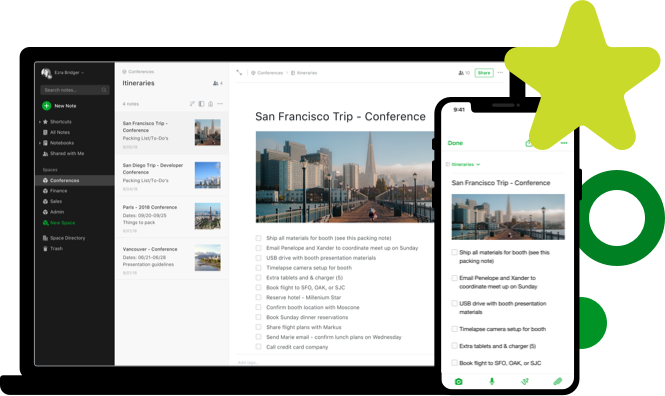 Ezra Bridger
Search notes...
New Note
Shortcuts
All Notes
Notebooks
Shared with Me
Spaces
Conferences
Finance
Sales
Admin
New Space
Space Directory
Trash
Conferences
Itineraries
4 notes
San Francisco Trip - Conference
Packing List/To-Do's
San Diego Trip - Developer Conference
Packing List/To-Do's
Paris - 2018 Conference
Dates: 09/20-09/25
Things to pack
Vancouver - Conference
Dates: 06/21-06/28
Presentation guidelines
Conferences
Itineraries
Share
San Francisco Trip - Conference
Ship all materials for booth (see this packing note)
Email Penelope and Xander to coordinate meet up on Sunday
USB drive with booth presentation materials
Timelapse camera setup for booth
Extra tablets and & charger (5)
Book flight to SFO, OAK, or SJC
Reserve hotel - Millenium Star
Confirm booth location with Moscone
Book Sunday dinner reservations
Share flight plans with Markus
Send Marie email - confirm lunch plans on Wednesday
Call credit card company
Add tags...
9:41
Done
Itineraries
San Francisco Trip - Conference
Ship all materials for booth (see this
packing note)
Email Penelope and Xander to
coordinate meet up on Sunday
USB drive with booth presentation
materials
Timelapse camera setup for booth
Extra tablets and & charger (5)
Book flight to SFO, OAK, or SJC